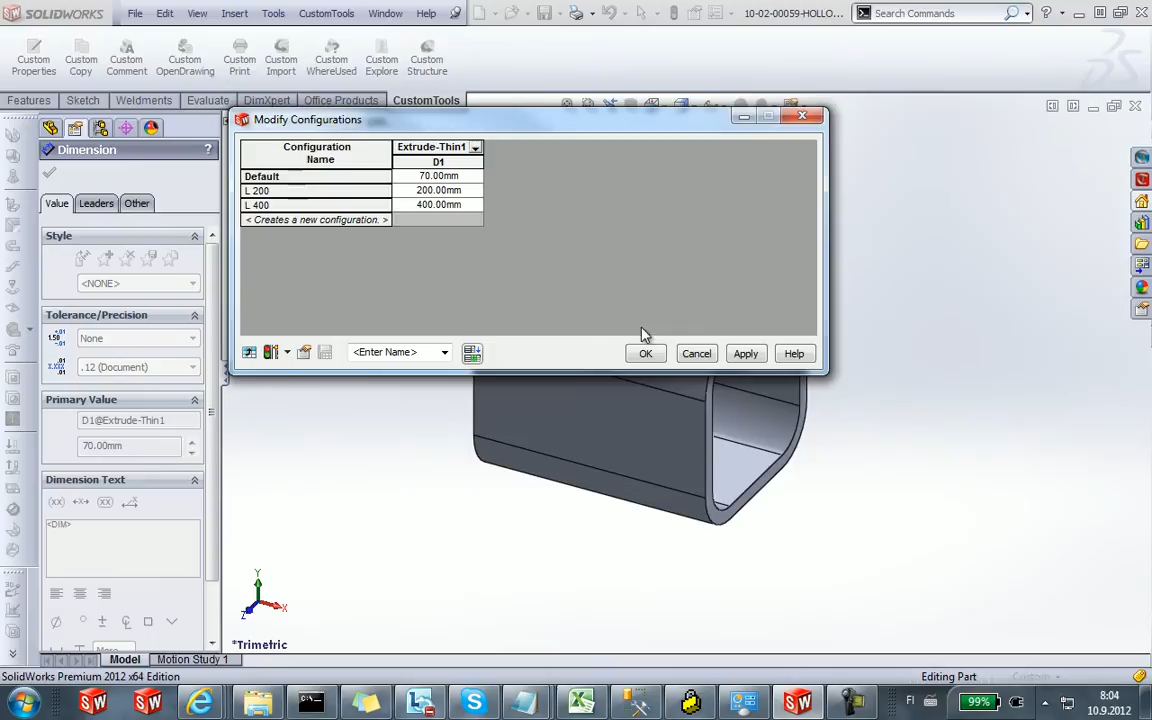 SOLIDWORKS
File Edit View Insert Tools CustomTools Window Help
10-02-00059-HOLLO...
Search Commands
Custom Properties
Custom Copy
Custom Comment
Custom OpenDrawing
Custom Print
Custom Import
Custom WhereUsed
Custom Explore
Custom Structure
Features Sketch Weldments Evaluate DimXpert Office Products CustomTools
Modify Configurations
Configuration Name Extrude-Thin1
D1
Default 70.00mm
L 200 200.00mm
L 400 400.00mm
< Creates a new configuration. >
<Enter Name>
OK Cancel Apply Help
Dimension ?
Value Leaders Other
Style
<NONE>
Tolerance/Precision
None
.12 (Document)
Primary Value
D1@Extrude-Thin1
70.00mm
Dimension Text
<DIM>
More
Y
X
Z
*Trimetric
Model Motion Study 1
SolidWorks Premium 2012 x64 Edition
Editing Part
Custom
FI
99%
8:04
10.9.2012